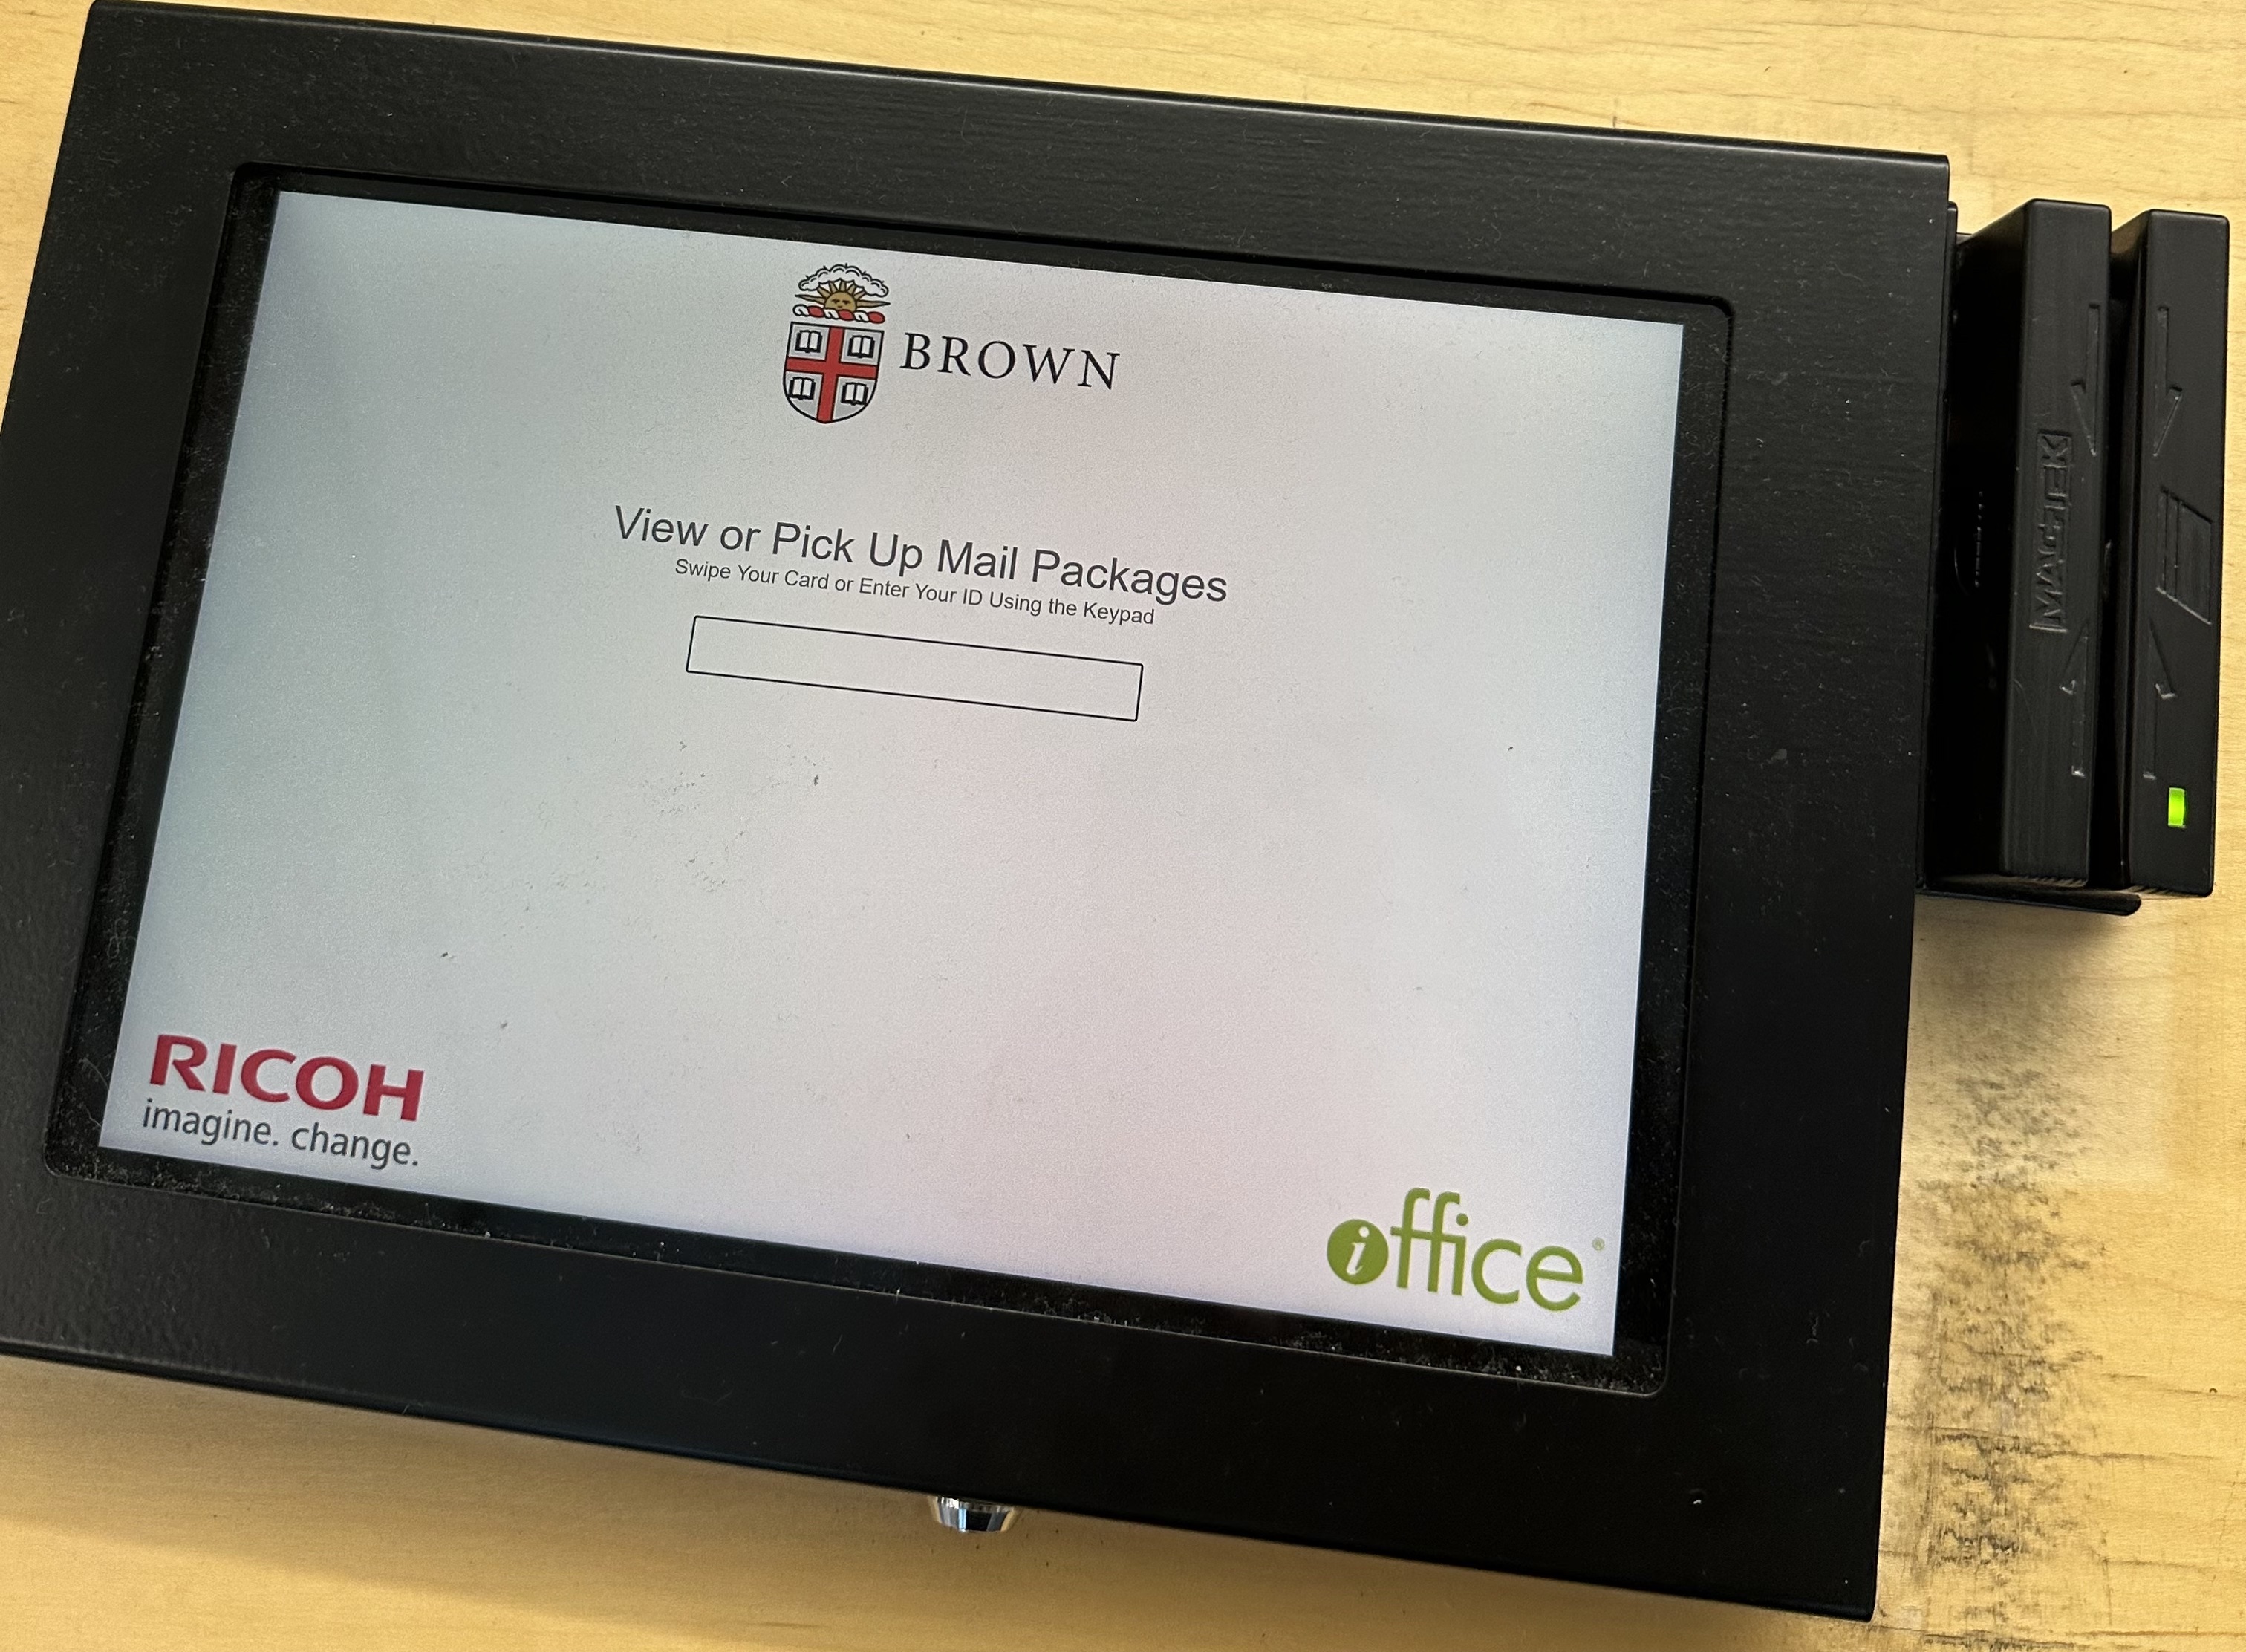 BROWN
View or Pick Up Mail Packages
Swipe Your Card or Enter Your ID Using the Keypad
RICOH
imagine. change.
iffice®
MAGTEK